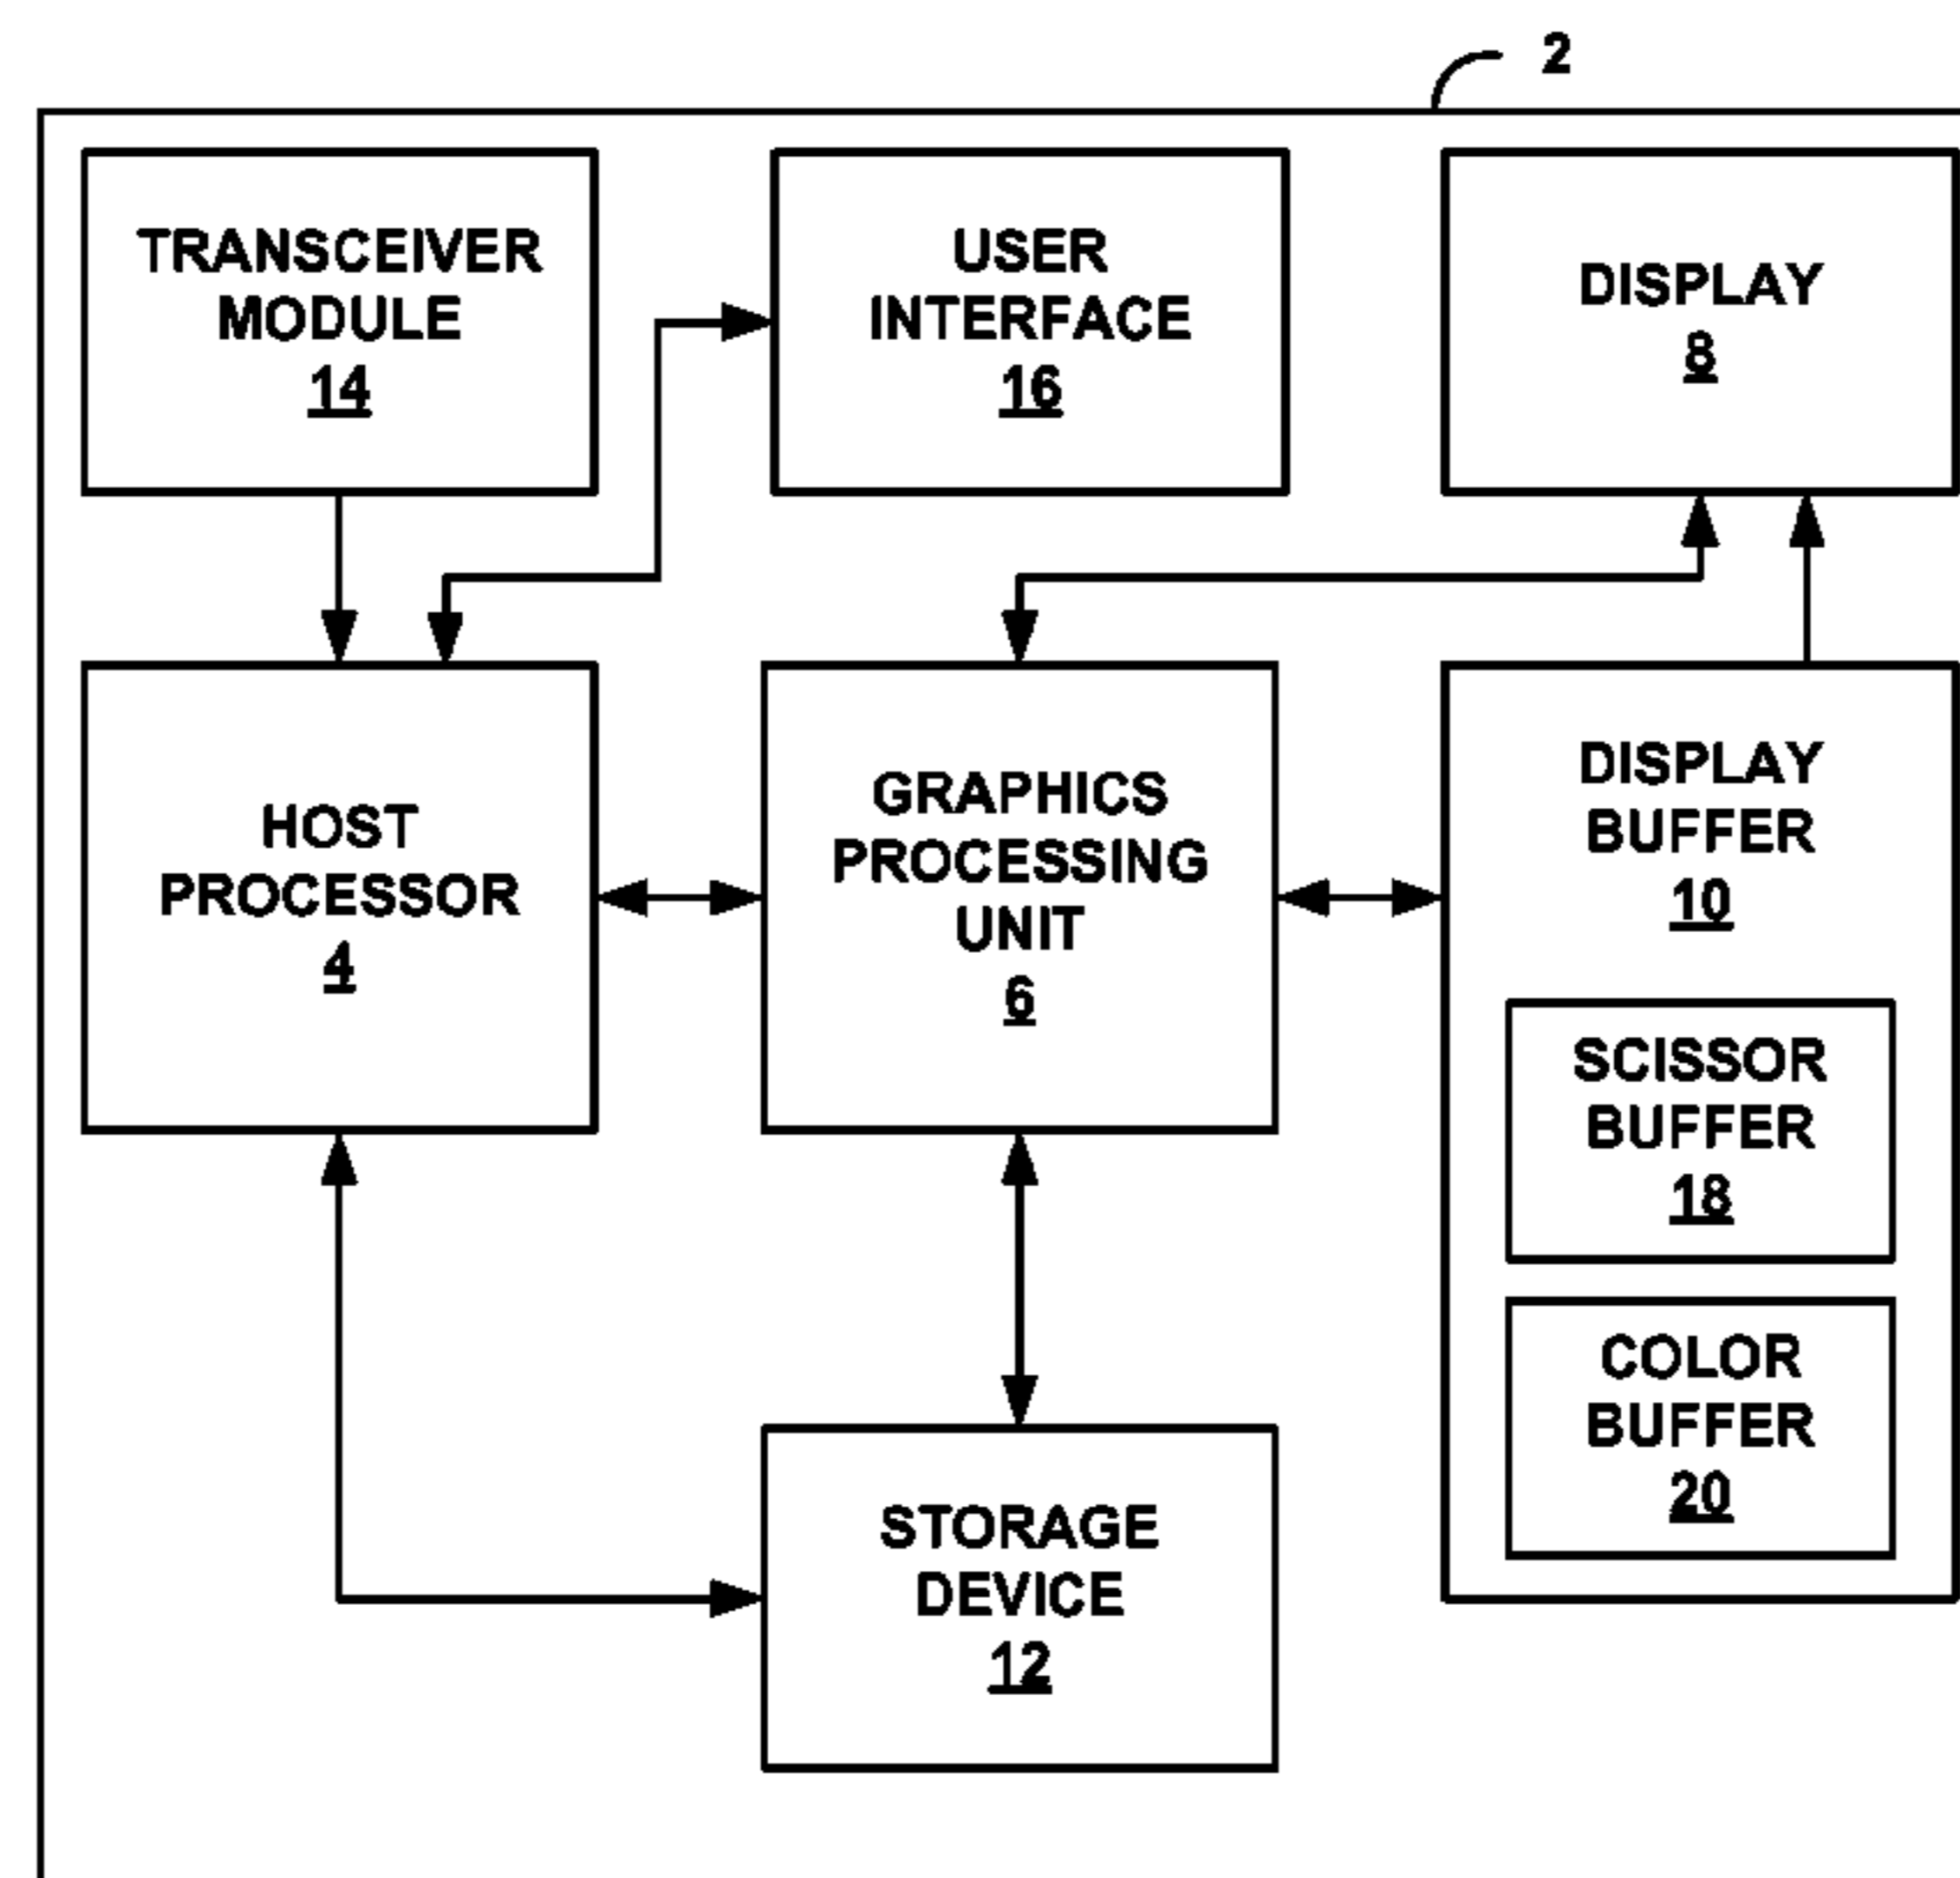 2
TRANSCEIVER
MODULE
14
USER
INTERFACE
16
DISPLAY
8
HOST
PROCESSOR
4
GRAPHICS
PROCESSING
UNIT
6
DISPLAY
BUFFER
10
SCISSOR
BUFFER
18
COLOR
BUFFER
20
STORAGE
DEVICE
12